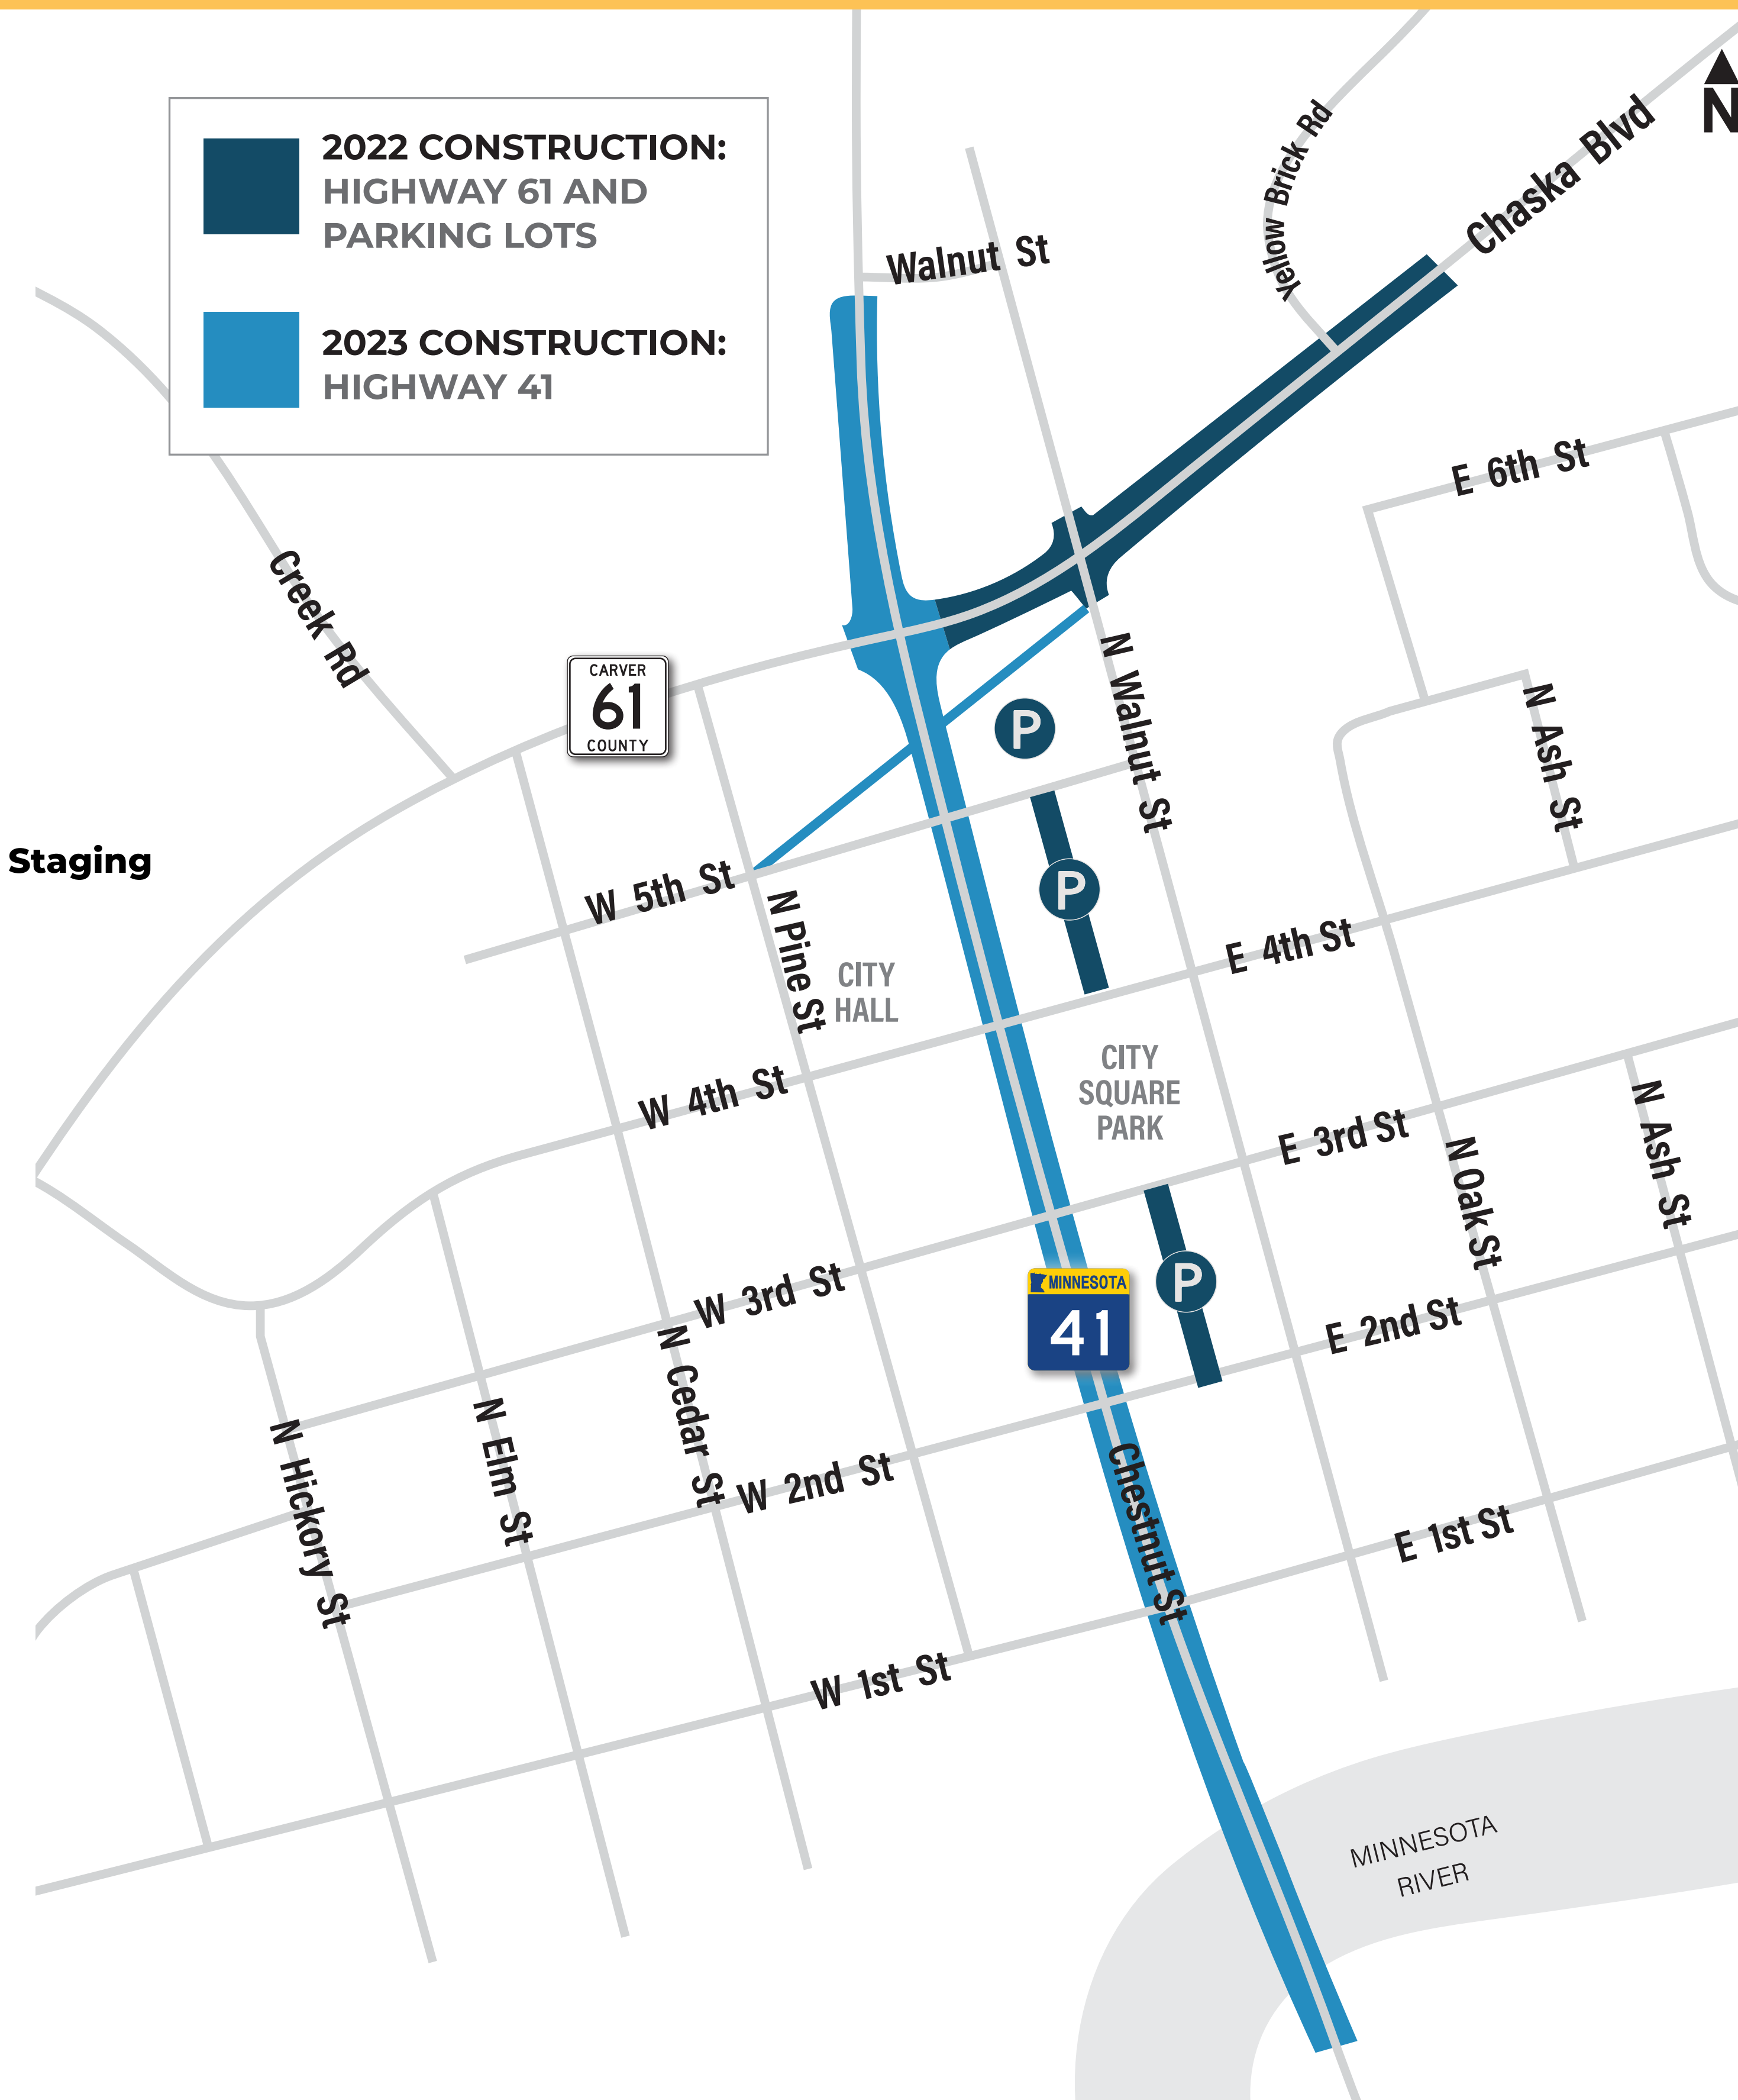 2022 CONSTRUCTION:
HIGHWAY 61 AND
PARKING LOTS
2023 CONSTRUCTION:
HIGHWAY 41
N
Chaska Blvd
Yellow Brick Rd
Walnut St
E 6th St
Creek Rd
CARVER
61
COUNTY
N Walnut St
P
N Ash St
Staging
W 5th St
P
N Pine St
CITY
HALL
E 4th St
W 4th St
CITY
SQUARE
PARK
E 3rd St
N Oak St
N Ash St
W 3rd St
MINNESOTA
41
P
E 2nd St
N Cedar St
N Elm St
N Hickory St
W 2nd St
Chestnut St
E 1st St
W 1st St
MINNESOTA
RIVER